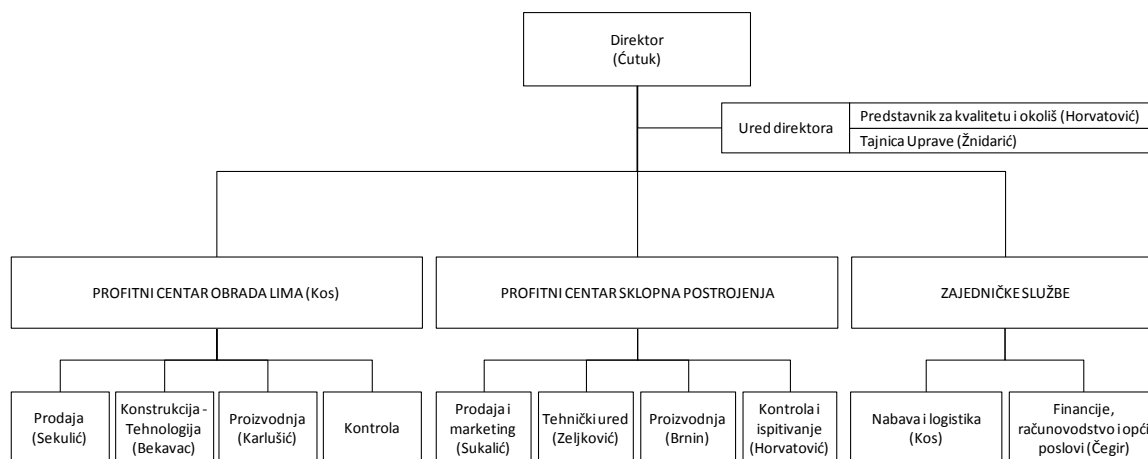 Direktor
(Ćutuk)
Ured direktora
Predstavnik za kvalitetu i okoliš (Horvatović)
Tajnica Uprave (Žnidarić)
PROFITNI CENTAR OBRADA LIMA (Kos)
PROFITNI CENTAR SKLOPNA POSTROJENJA
ZAJEDNIČKE SLUŽBE
Prodaja
(Sekulić)
Konstrukcija -
Tehnologija
(Bekavac)
Proizvodnja
(Karlušić)
Kontrola
Prodaja i
marketing
(Sukalić)
Tehnički ured
(Zeljković)
Proizvodnja
(Brnin)
Kontrola i
ispitivanje
(Horvatović)
Nabava i logistika
(Kos)
Financije,
računovodstvo i opći
poslovi (Čegir)